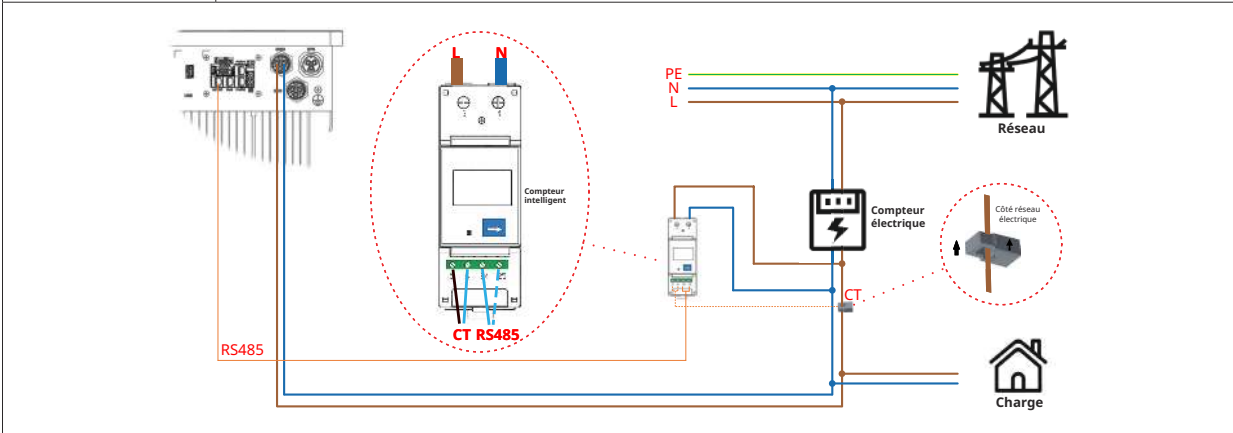 L N
PE
N
L
Réseau
Compteur
intelligent
Compteur
électrique
Côté réseau
électrique
CT
CT RS485
RS485
Charge